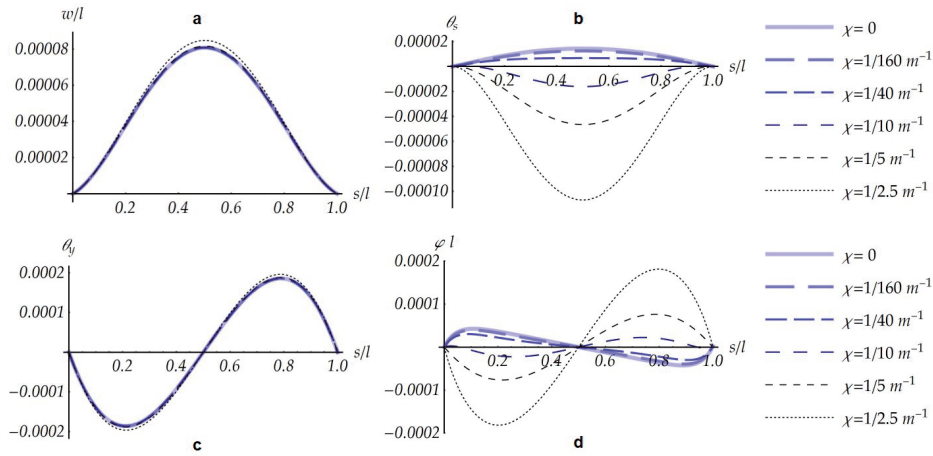 a
w/l
0.00008
0.00006
0.00004
0.00002
0.2 0.4 0.6 0.8 1.0 s/l
b
θs
0.00002
0.2 0.4 0.6 0.8 1.0 s/l
−0.00002
−0.00004
−0.00006
−0.00008
−0.00010
χ= 0
χ=1/160 m⁻¹
χ=1/40 m⁻¹
χ=1/10 m⁻¹
χ=1/5 m⁻¹
χ=1/2.5 m⁻¹
θy
0.0002
0.0001
0.2 0.4 0.6 0.8 1.0 s/l
−0.0001
−0.0002
c
φ l
0.0002
0.0001
0.2 0.4 0.6 0.8 1.0 s/l
−0.0001
−0.0002
d
χ= 0
χ=1/160 m⁻¹
χ=1/40 m⁻¹
χ=1/10 m⁻¹
χ=1/5 m⁻¹
χ=1/2.5 m⁻¹